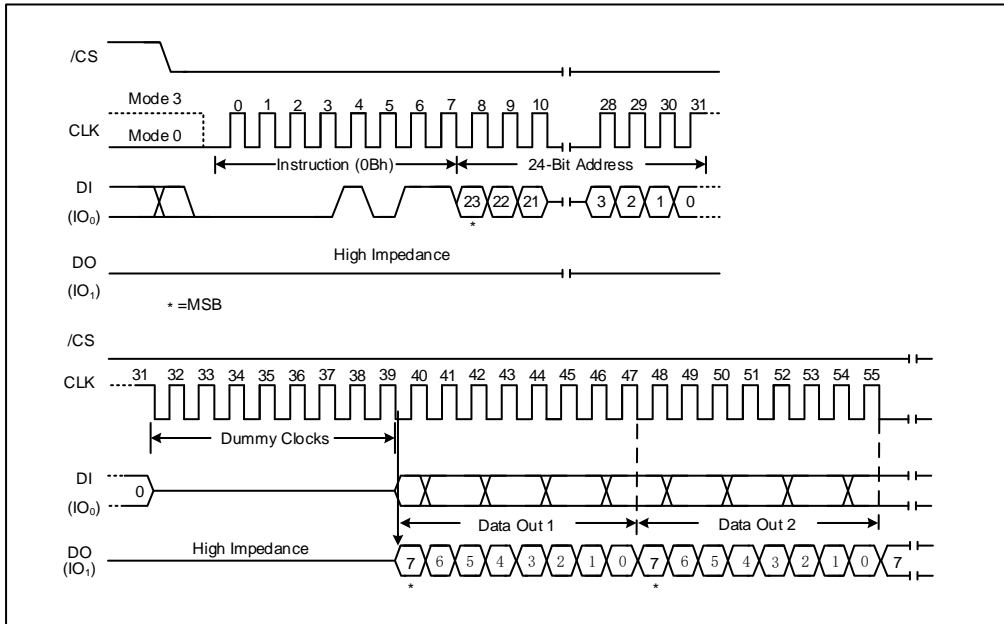 /CS
Mode 3
0 1 2 3 4 5 6 7 8 9 10 28 29 30 31
CLK
Mode 0
Instruction (0Bh) 24-Bit Address
DI
(IO0)
23 22 21 3 2 1 0
*
High Impedance
DO
(IO1)
* =MSB
/CS
31 32 33 34 35 36 37 38 39 40 41 42 43 44 45 46 47 48 49 50 51 52 53 54 55
CLK
Dummy Clocks
DI
(IO0)
0
Data Out 1 Data Out 2
High Impedance
DO
(IO1)
7 6 5 4 3 2 1 0 7 6 5 4 3 2 1 0 7
* *